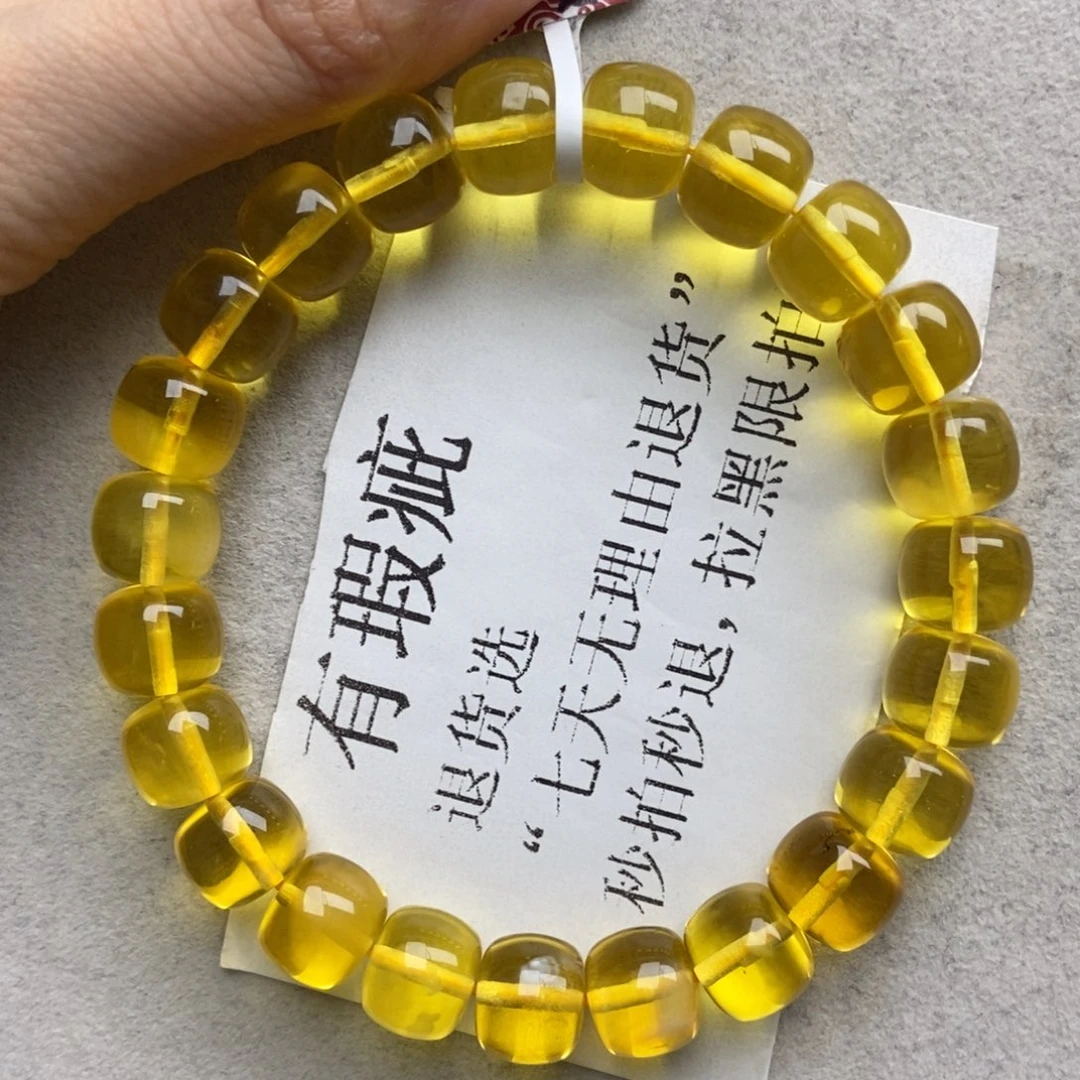 有瑕疵
退货选
“七天无理由退货”
秒拍秒退，拉黑限拍